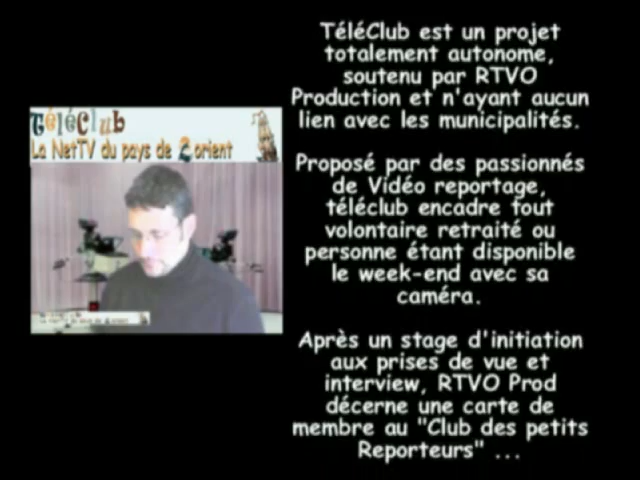 TéléClub
La NetTV du pays de Lorient
TéléClub est un projet
totalement autonome,
soutenu par RTVO
Production et n'ayant aucun
lien avec les municipalités.
Proposé par des passionnés
de Vidéo reportage,
téléclub encadre tout
volontaire retraité ou
personne étant disponible
le week-end avec sa
caméra.
Après un stage d'initiation
aux prises de vue et
interview, RTVO Prod
décerne une carte de
membre au "Club des petits
Reporteurs" ...